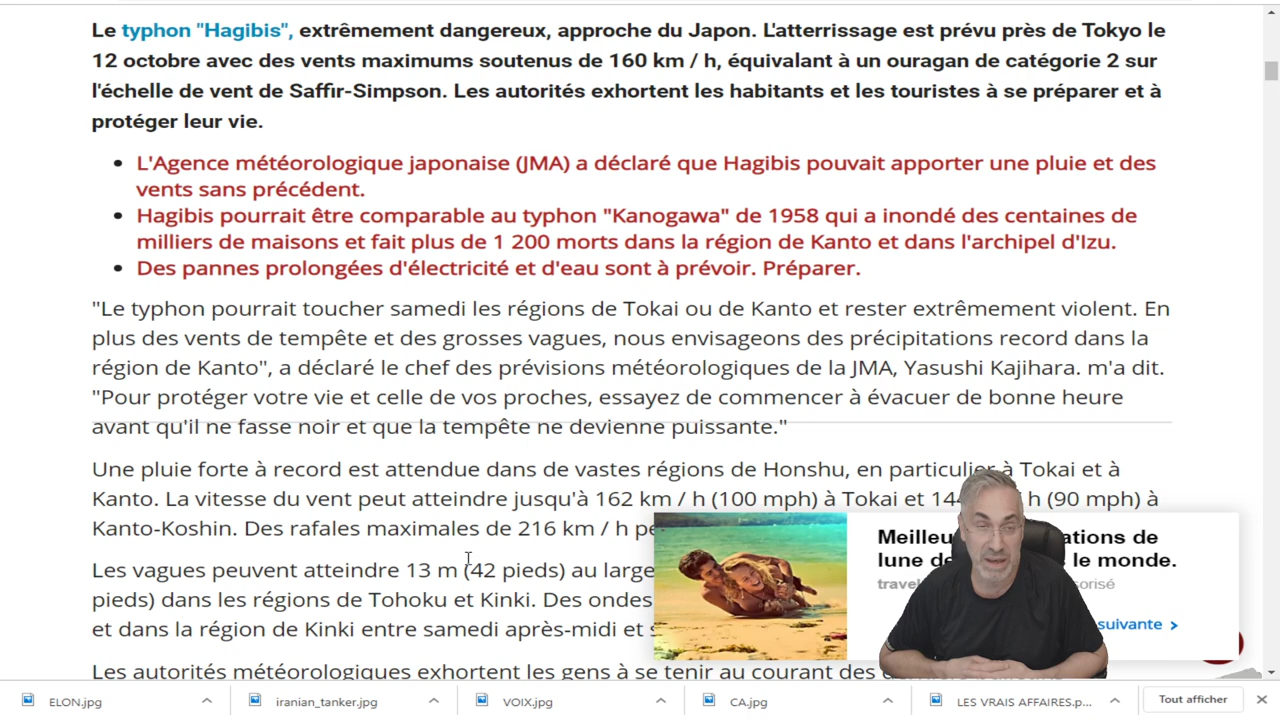 Le typhon "Hagibis", extrêmement dangereux, approche du Japon. L'atterrissage est prévu près de Tokyo le
12 octobre avec des vents maximums soutenus de 160 km / h, équivalant à un ouragan de catégorie 2 sur
l'échelle de vent de Saffir-Simpson. Les autorités exhortent les habitants et les touristes à se préparer et à
protéger leur vie.
• L'Agence météorologique japonaise (JMA) a déclaré que Hagibis pouvait apporter une pluie et des
vents sans précédent.
• Hagibis pourrait être comparable au typhon "Kanogawa" de 1958 qui a inondé des centaines de
milliers de maisons et fait plus de 1 200 morts dans la région de Kanto et dans l'archipel d'Izu.
• Des pannes prolongées d'électricité et d'eau sont à prévoir. Préparer.
"Le typhon pourrait toucher samedi les régions de Tokai ou de Kanto et rester extrêmement violent. En
plus des vents de tempête et des grosses vagues, nous envisageons des précipitations record dans la
région de Kanto", a déclaré le chef des prévisions météorologiques de la JMA, Yasushi Kajihara. m'a dit.
"Pour protéger votre vie et celle de vos proches, essayez de commencer à évacuer de bonne heure
avant qu'il ne fasse noir et que la tempête ne devienne puissante."
Une pluie forte à record est attendue dans de vastes régions de Honshu, en particulier à Tokai et à
Kanto. La vitesse du vent peut atteindre jusqu'à 162 km / h (100 mph) à Tokai et h (90 mph) à
Kanto-Koshin. Des rafales maximales de 216 km / h
Les vagues peuvent atteindre 13 m (42 pieds) au large
pieds) dans les régions de Tohoku et Kinki. Des ondes
et dans la région de Kinki entre samedi après-midi et
Les autorités météorologiques exhortent les gens à se tenir au courant des
lune le monde.
suivante >
ELON.jpg
iranian_tanker.jpg
VOIX.jpg
CA.jpg
LES VRAIS AFFAIRES.p...
Tout afficher